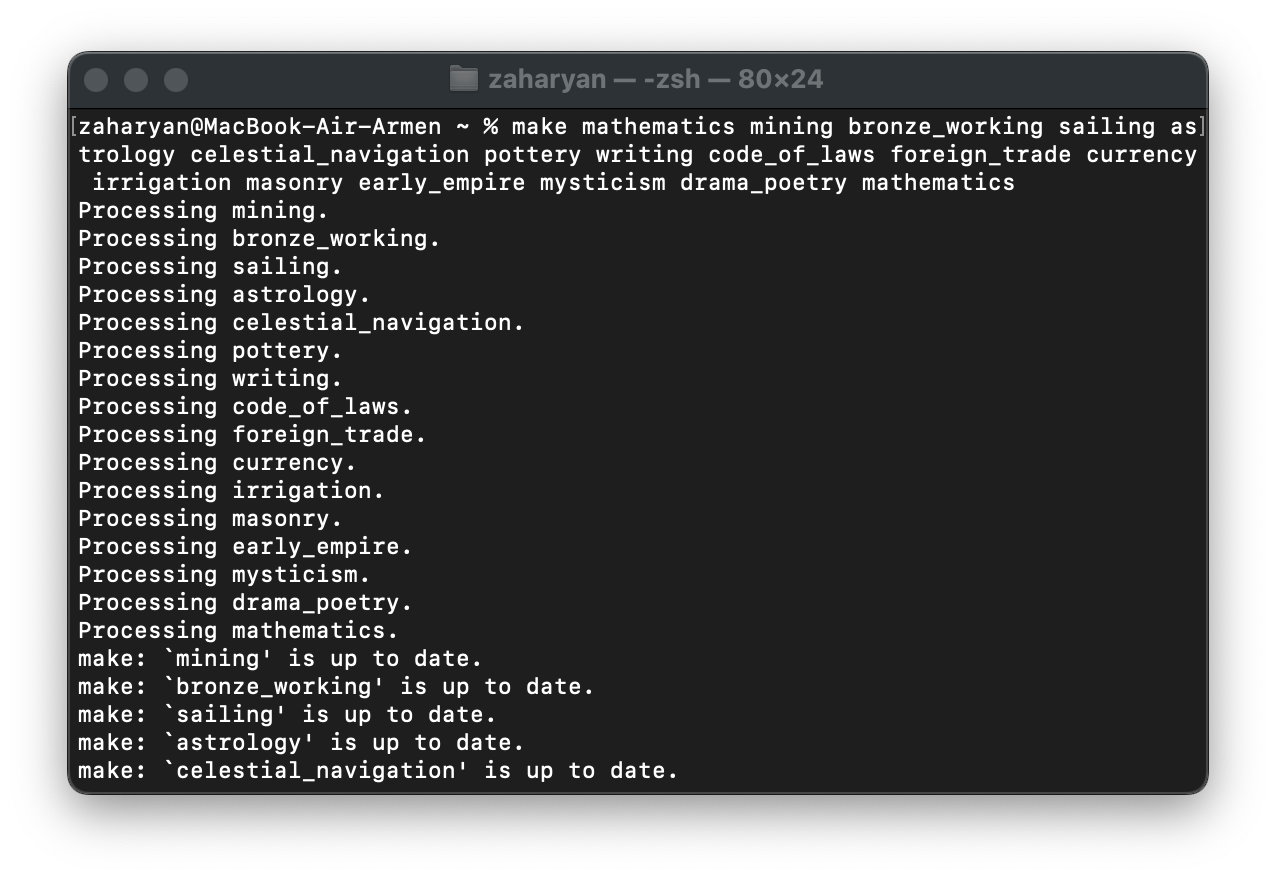 zaharyan — -zsh — 80×24
[zaharyan@MacBook-Air-Armen ~ % make mathematics mining bronze_working sailing as]
trology celestial_navigation pottery writing code_of_laws foreign_trade currency
 irrigation masonry early_empire mysticism drama_poetry mathematics
Processing mining.
Processing bronze_working.
Processing sailing.
Processing astrology.
Processing celestial_navigation.
Processing pottery.
Processing writing.
Processing code_of_laws.
Processing foreign_trade.
Processing currency.
Processing irrigation.
Processing masonry.
Processing early_empire.
Processing mysticism.
Processing drama_poetry.
Processing mathematics.
make: `mining' is up to date.
make: `bronze_working' is up to date.
make: `sailing' is up to date.
make: `astrology' is up to date.
make: `celestial_navigation' is up to date.